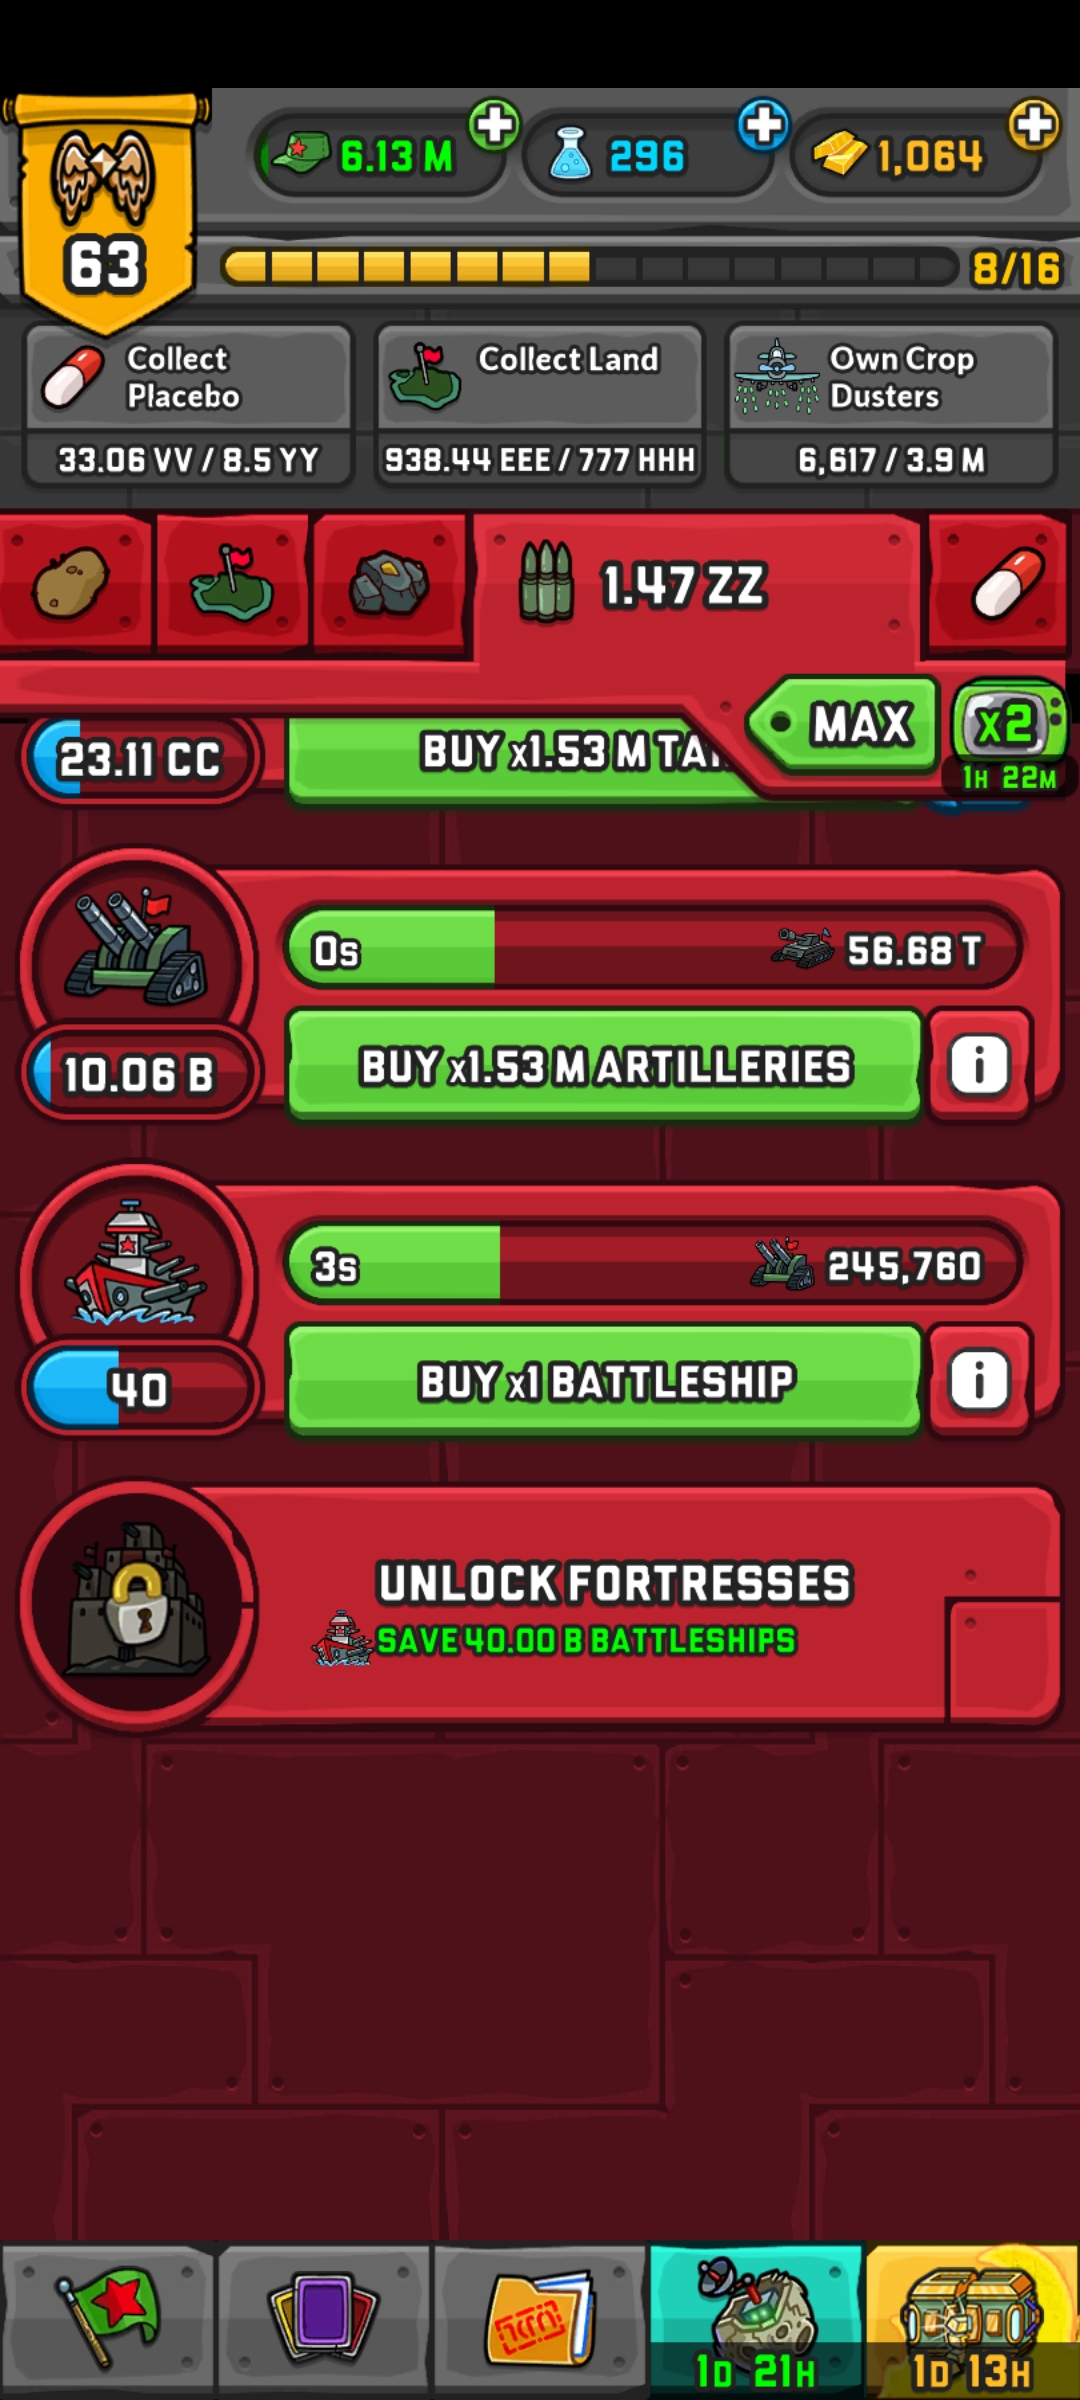 6.13 M
296
1,064
63
8/16
Collect
Placebo
33.06 VV / 8.5 YY
Collect Land
938.44 EEE / 777 HHH
Own Crop
Dusters
6,617 / 3.9 M
1.47 ZZ
MAX
x2
1H 22M
23.11 CC
BUY x1.53 M TA
0s
56.68 T
10.06 B
BUY x1.53 M ARTILLERIES
i
3s
245,760
40
BUY x1 BATTLESHIP
i
UNLOCK FORTRESSES
SAVE 40.00 B BATTLESHIPS
1D 21H
1D 13H